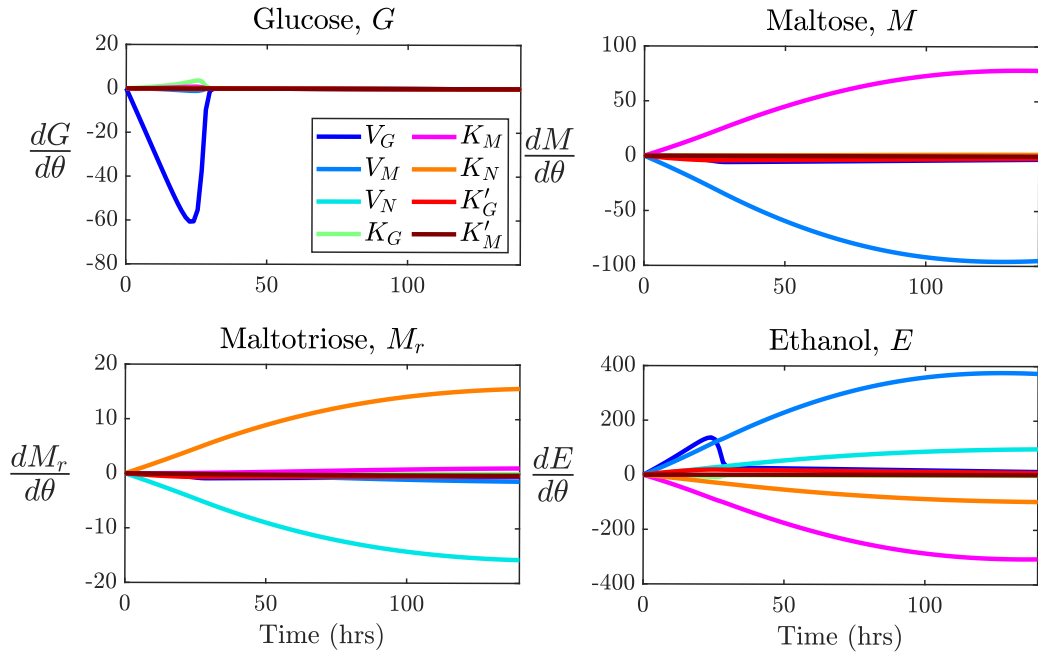 Glucose, G
20
0
-20
-40
-60
-80
dG
dθ
V_G
V_M
V_N
K_G
K_M
K_N
K'_G
K'_M
0
50
100
Maltose, M
100
50
0
-50
-100
dM
dθ
0
50
100
Maltotriose, M_r
20
10
0
-10
-20
dM_r
dθ
0
50
100
Time (hrs)
Ethanol, E
400
200
0
-200
-400
dE
dθ
0
50
100
Time (hrs)